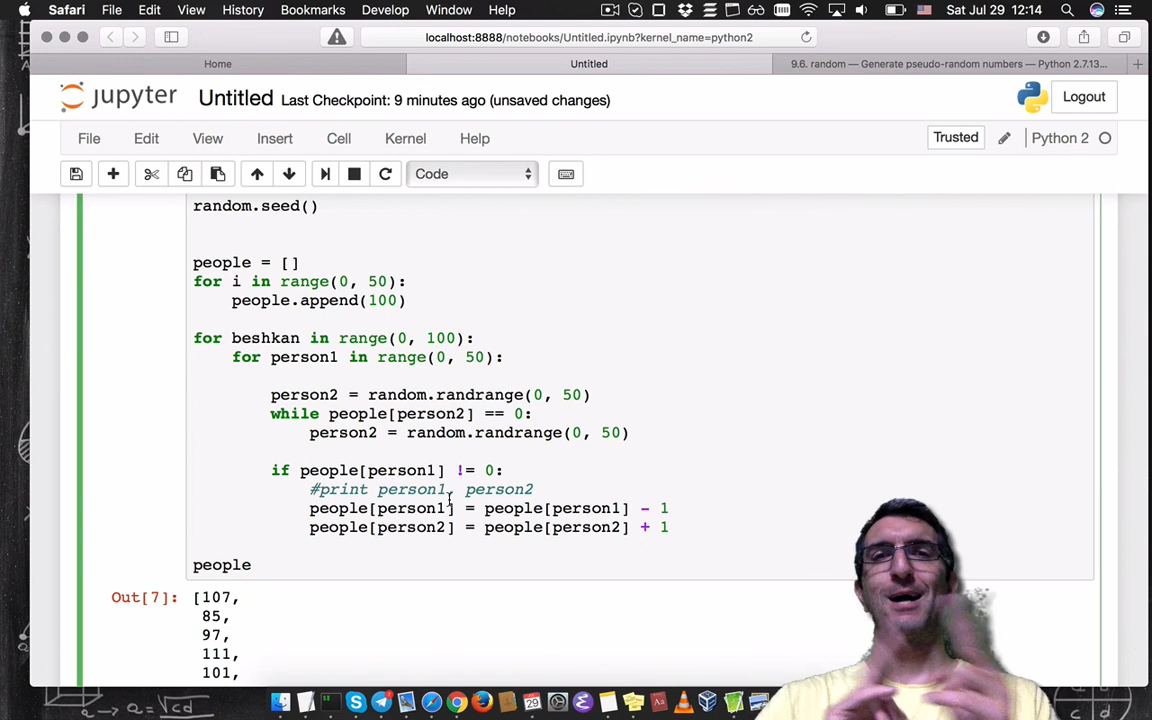 Safari File Edit View History Bookmarks Develop Window Help Sat Jul 29 12:14
localhost:8888/notebooks/Untitled.ipynb?kernel_name=python2
Home Untitled 9.6. random — Generate pseudo-random numbers — Python 2.7.13...
jupyter Untitled Last Checkpoint: 9 minutes ago (unsaved changes) Logout
File Edit View Insert Cell Kernel Help Trusted Python 2
Code
random.seed()
people = []
for i in range(0, 50):
people.append(100)
for beshkan in range(0, 100):
for person1 in range(0, 50):
person2 = random.randrange(0, 50)
while people[person2] == 0:
person2 = random.randrange(0, 50)
if people[person1] != 0:
#print person1, person2
people[person1] = people[person1] - 1
people[person2] = people[person2] + 1
people
Out[7]: [107,
85,
97,
111,
101,